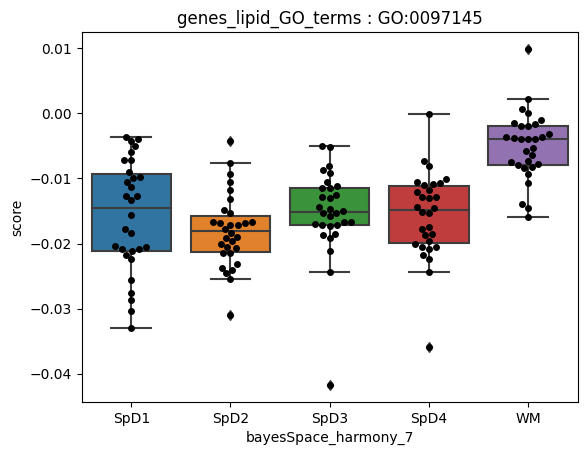 genes_lipid_GO_terms : GO:0097145
0.01
0.00
−0.01
−0.02
−0.03
−0.04
score
SpD1 SpD2 SpD3 SpD4 WM
bayesSpace_harmony_7